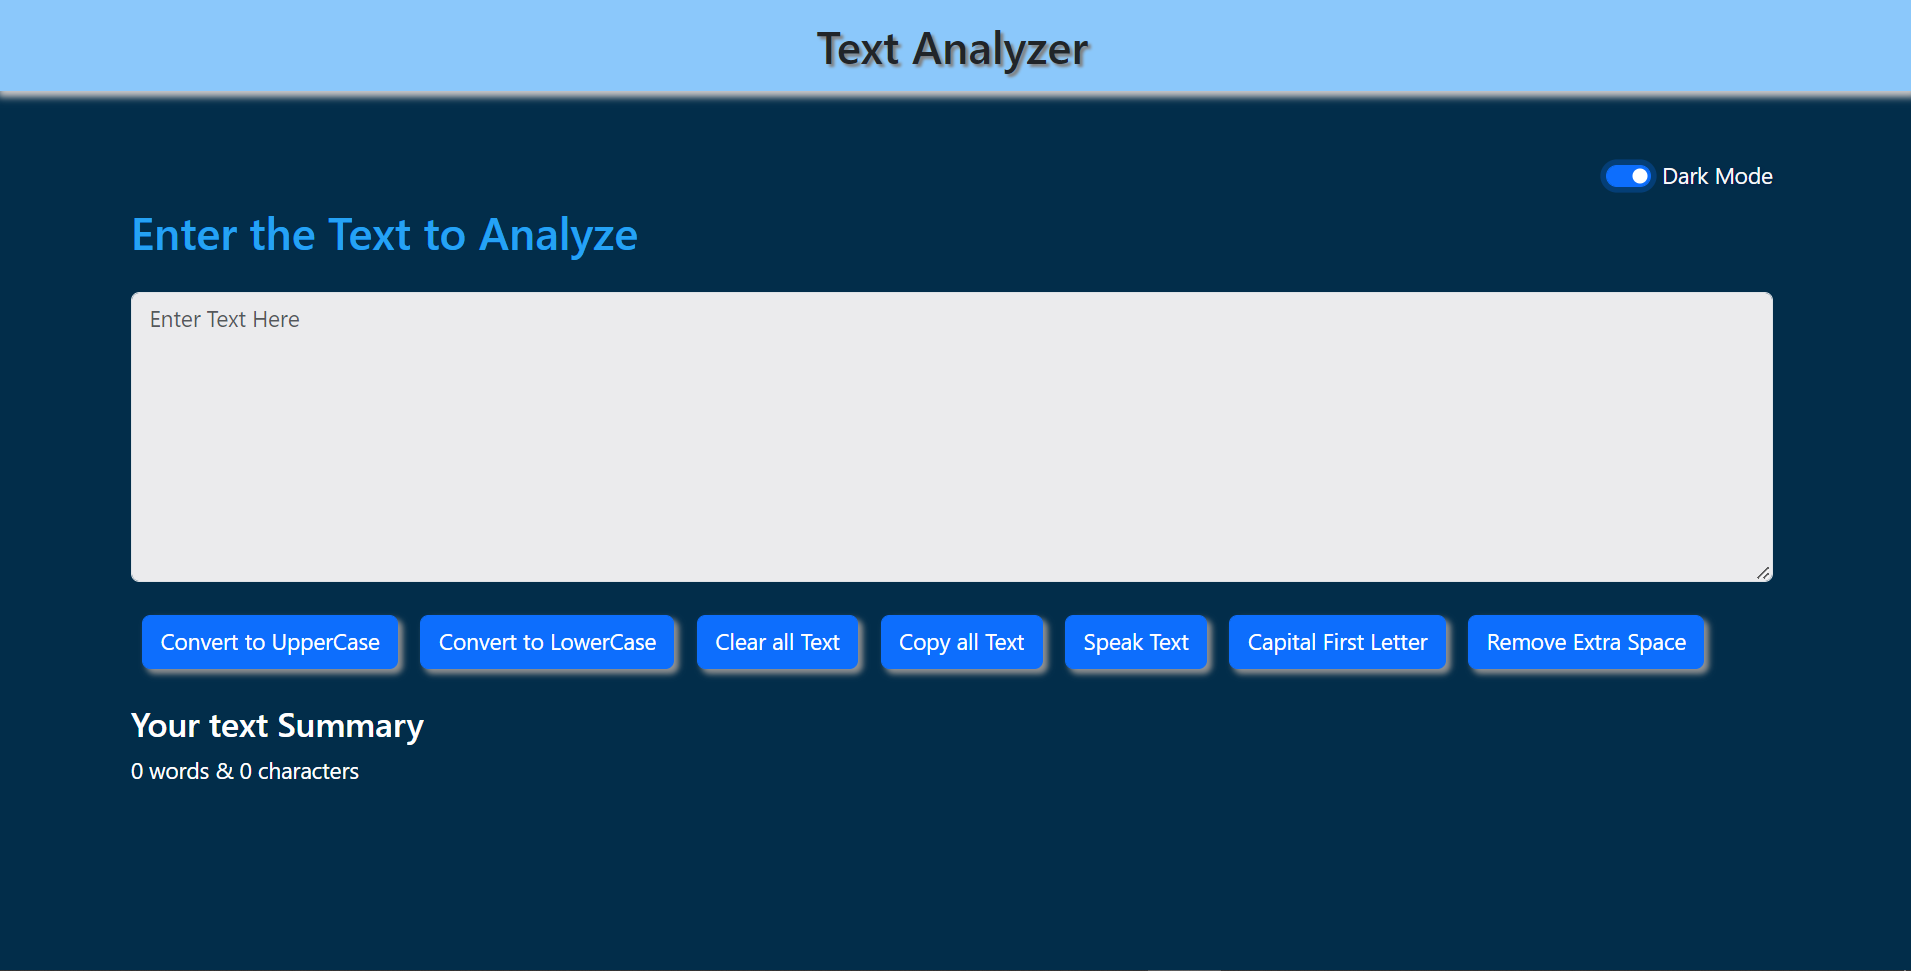 Text Analyzer
Dark Mode
Enter the Text to Analyze
Enter Text Here
Convert to UpperCase Convert to LowerCase Clear all Text Copy all Text Speak Text Capital First Letter Remove Extra Space
Your text Summary
0 words & 0 characters